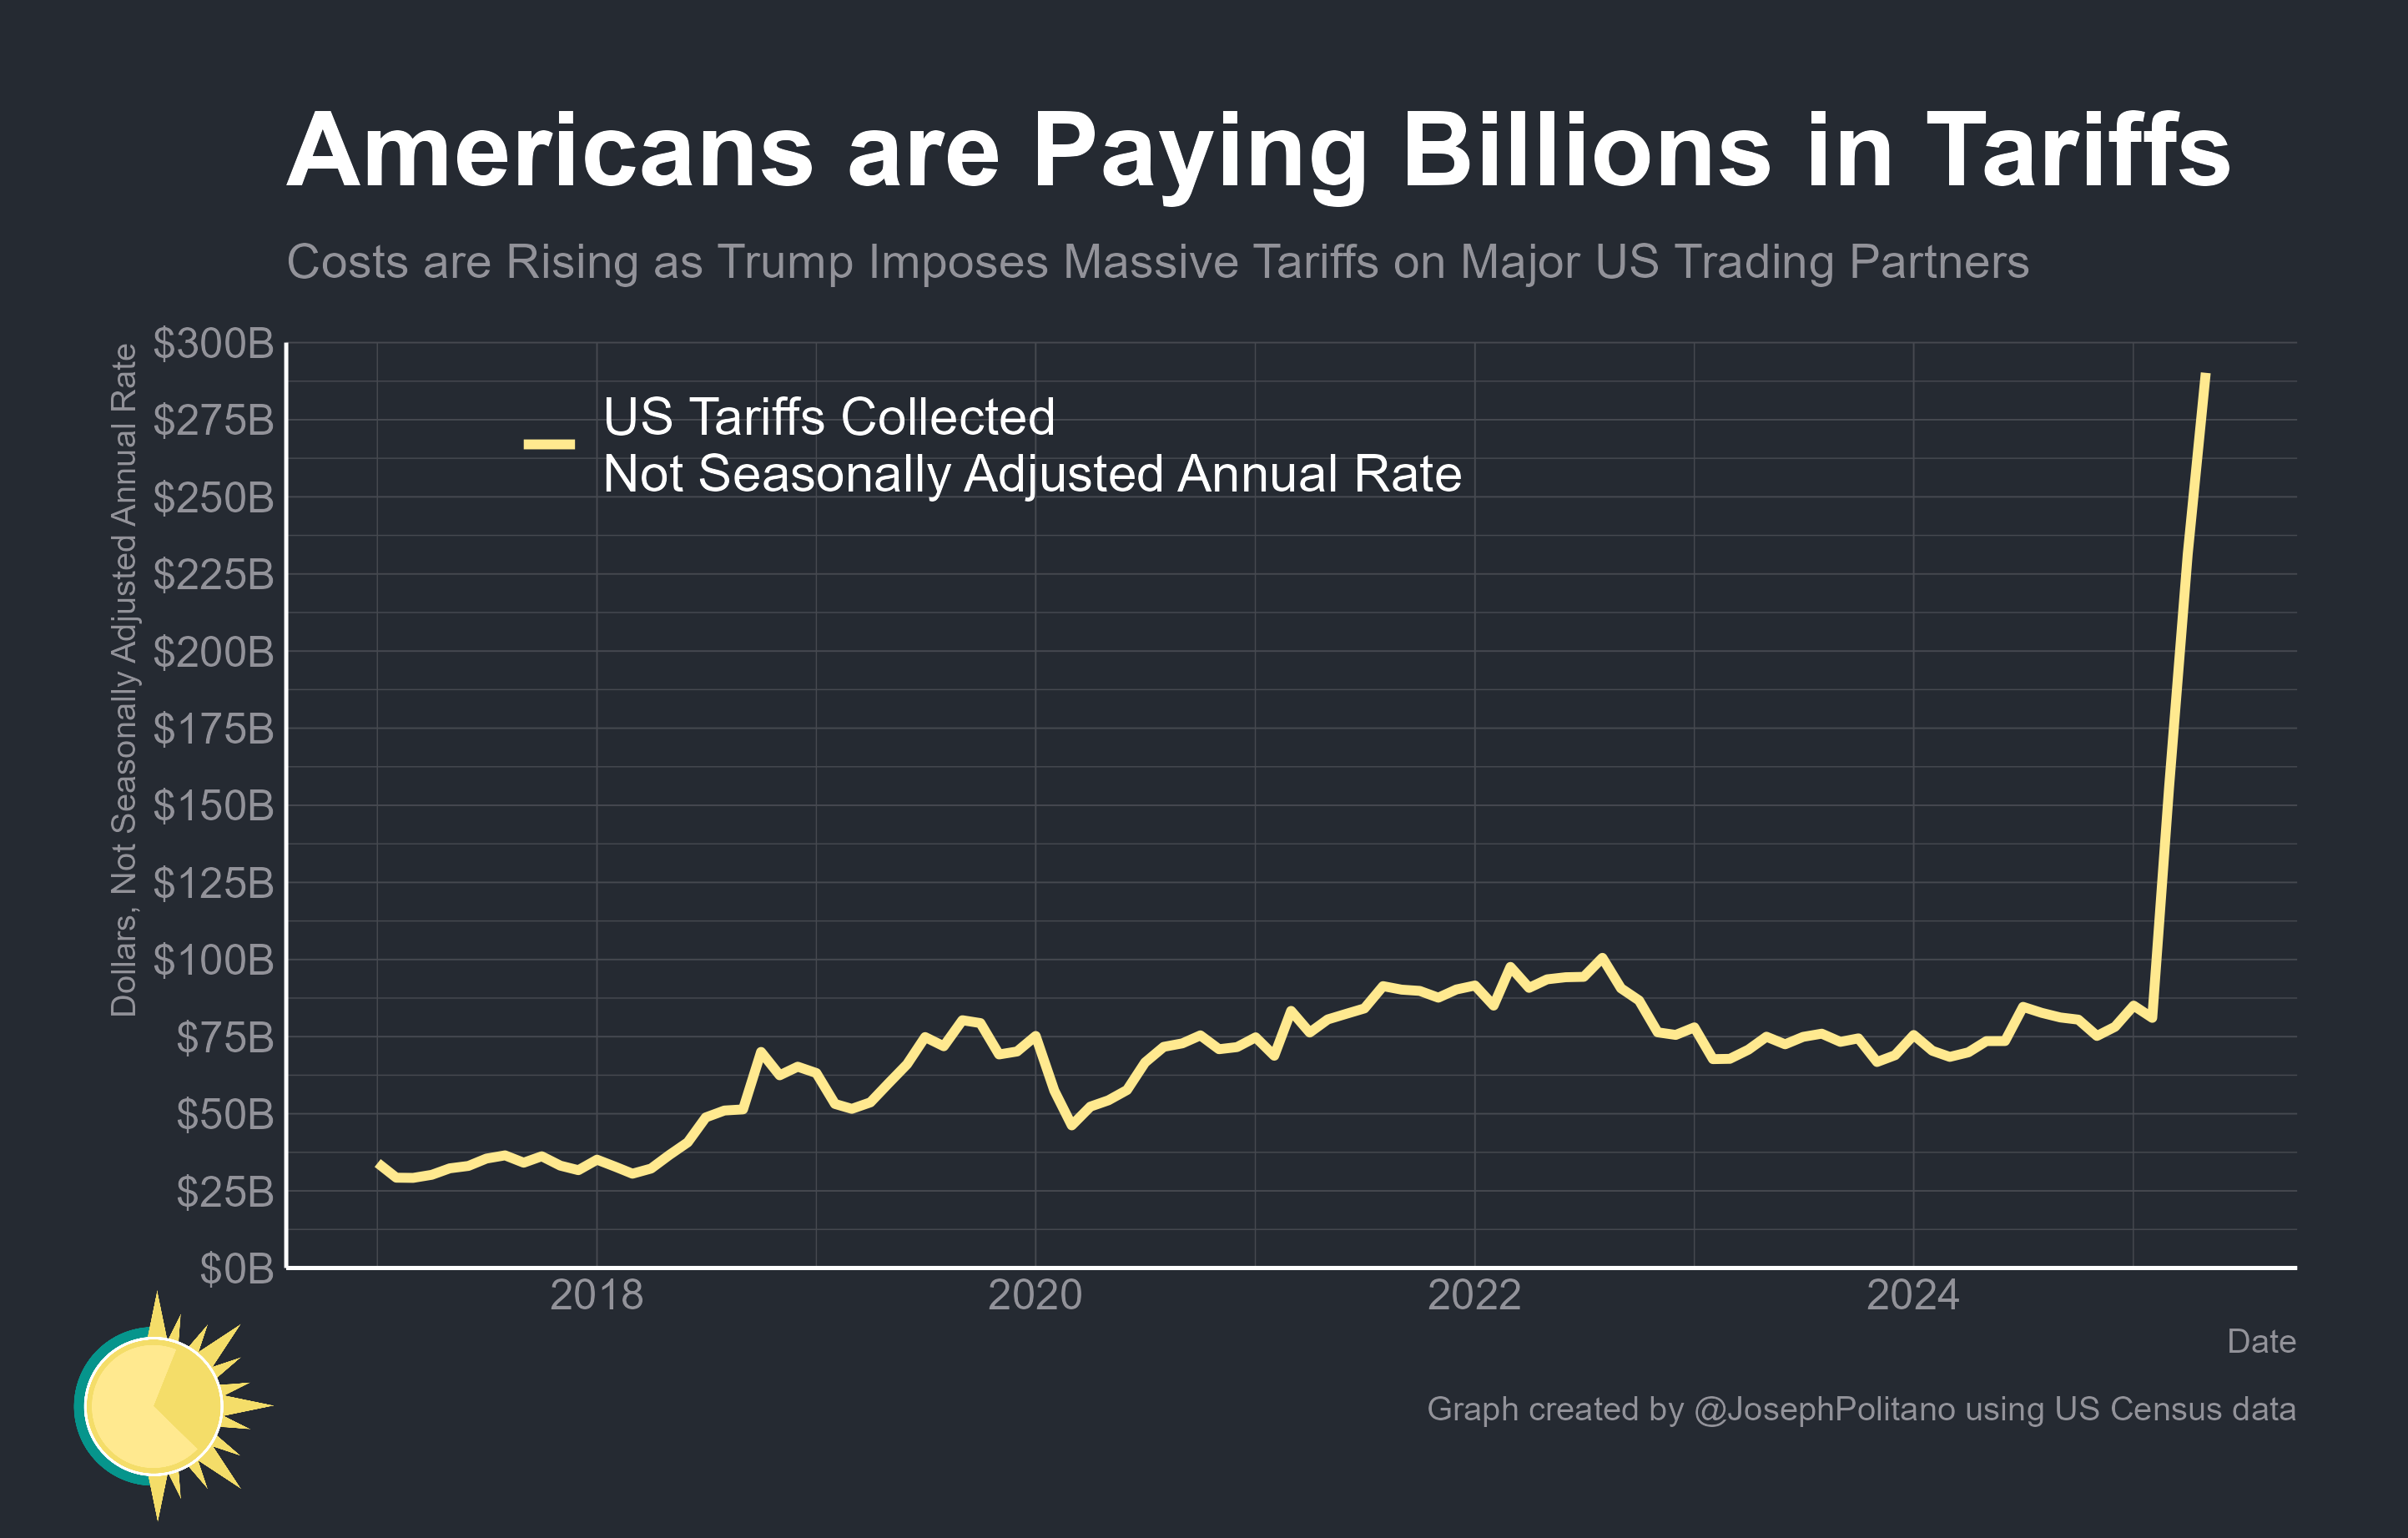 Americans are Paying Billions in Tariffs
Costs are Rising as Trump Imposes Massive Tariffs on Major US Trading Partners
Dollars, Not Seasonally Adjusted Annual Rate
$300B
$275B
$250B
$225B
$200B
$175B
$150B
$125B
$100B
$75B
$50B
$25B
$0B
US Tariffs Collected
Not Seasonally Adjusted Annual Rate
2018 2020 2022 2024
Date
Graph created by @JosephPolitano using US Census data